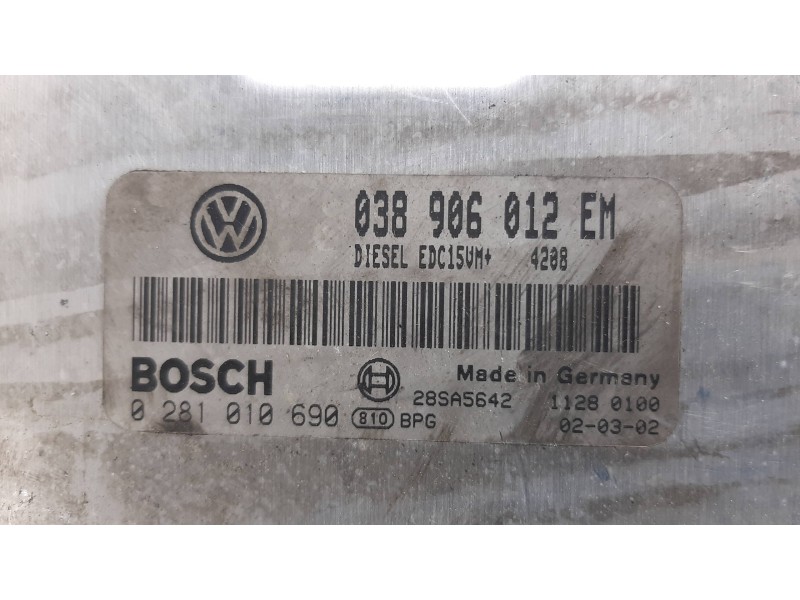 038 906 012 EM
DIESEL EDC15VM+ 4208
BOSCH
Made in Germany
28SA5642 1128 0100
0 281 010 690 810 BPG 02-03-02